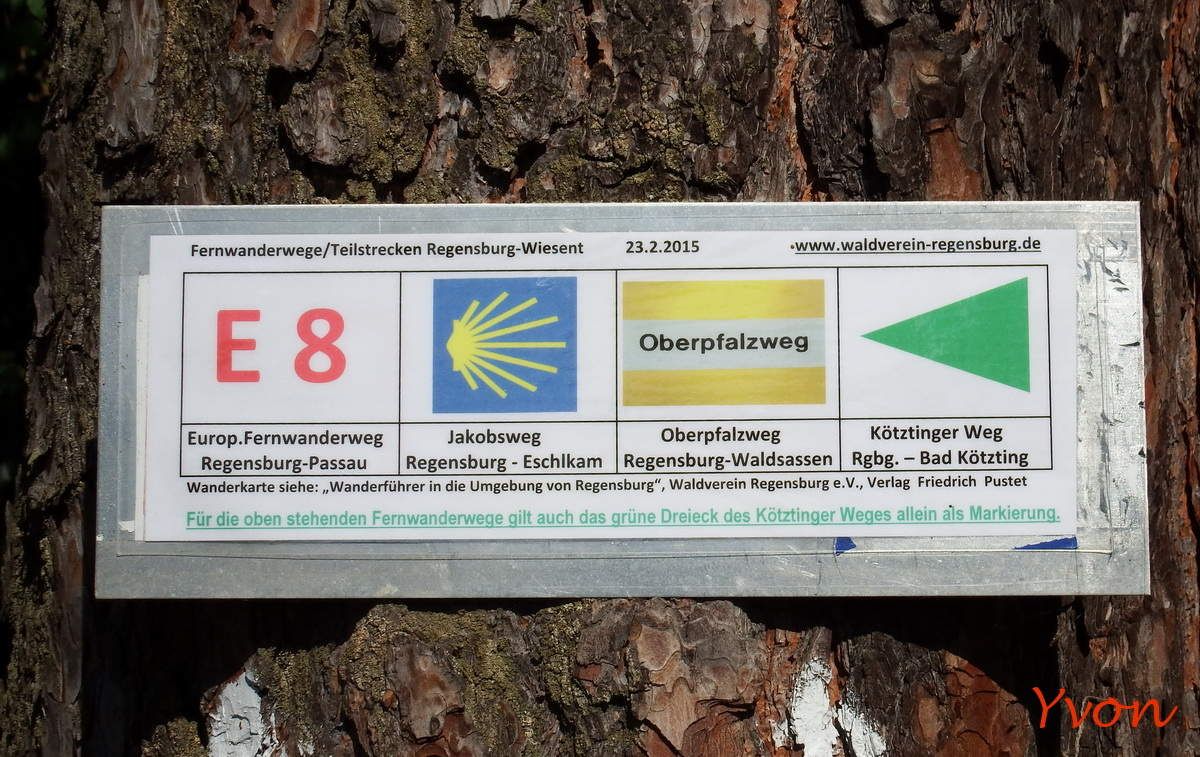 Fernwanderwege/Teilstrecken Regensburg-Wiesent 23.2.2015 www.waldverein-regensburg.de
E 8
Oberpfalzweg
Europ.Fernwanderweg
Regensburg-Passau
Jakobsweg
Regensburg - Eschlkam
Oberpfalzweg
Regensburg-Waldsassen
Kötztinger Weg
Rgbg. – Bad Kötzting
Wanderkarte siehe: „Wanderführer in die Umgebung von Regensburg“, Waldverein Regensburg e.V., Verlag Friedrich Pustet
Für die oben stehenden Fernwanderwege gilt auch das grüne Dreieck des Kötztinger Weges allein als Markierung.
Yvon